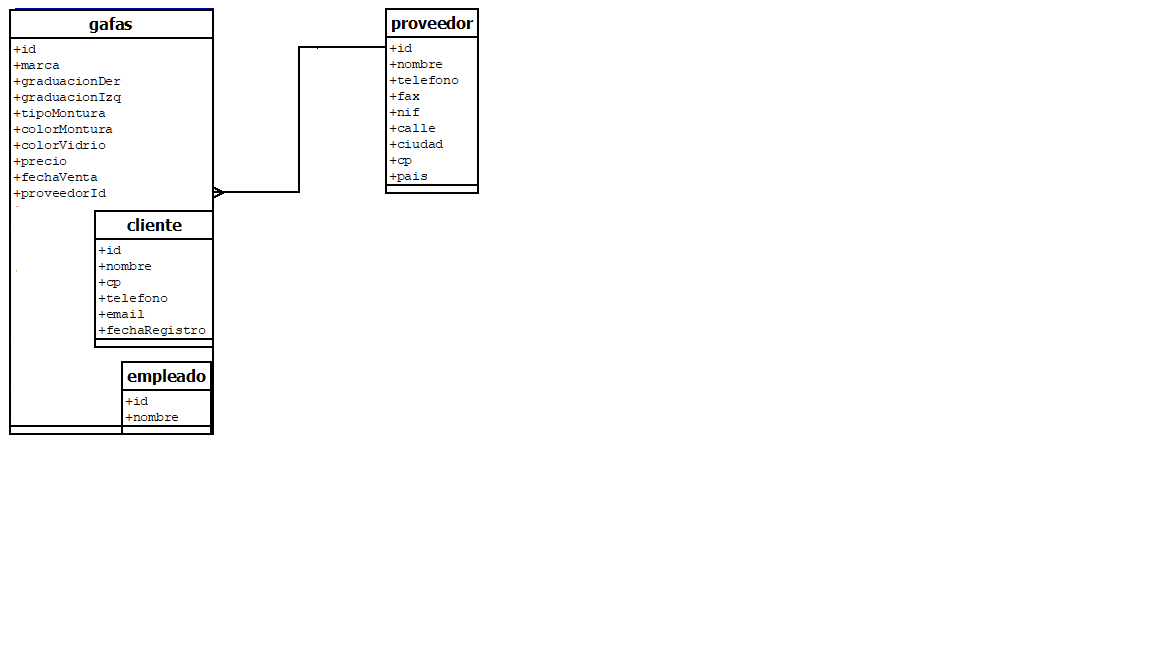 gafas
+id
+marca
+graduacionDer
+graduacionIzq
+tipoMontura
+colorMontura
+colorVidrio
+precio
+fechaVenta
+proveedorId
cliente
+id
+nombre
+cp
+telefono
+email
+fechaRegistro
empleado
+id
+nombre
proveedor
+id
+nombre
+telefono
+fax
+nif
+calle
+ciudad
+cp
+pais